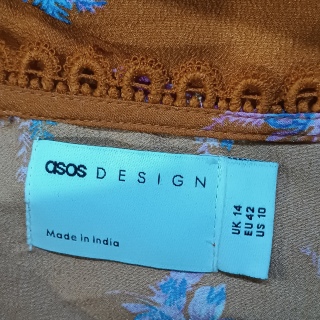 asos DESIGN
Made in India
UK 14
EU 42
US 10